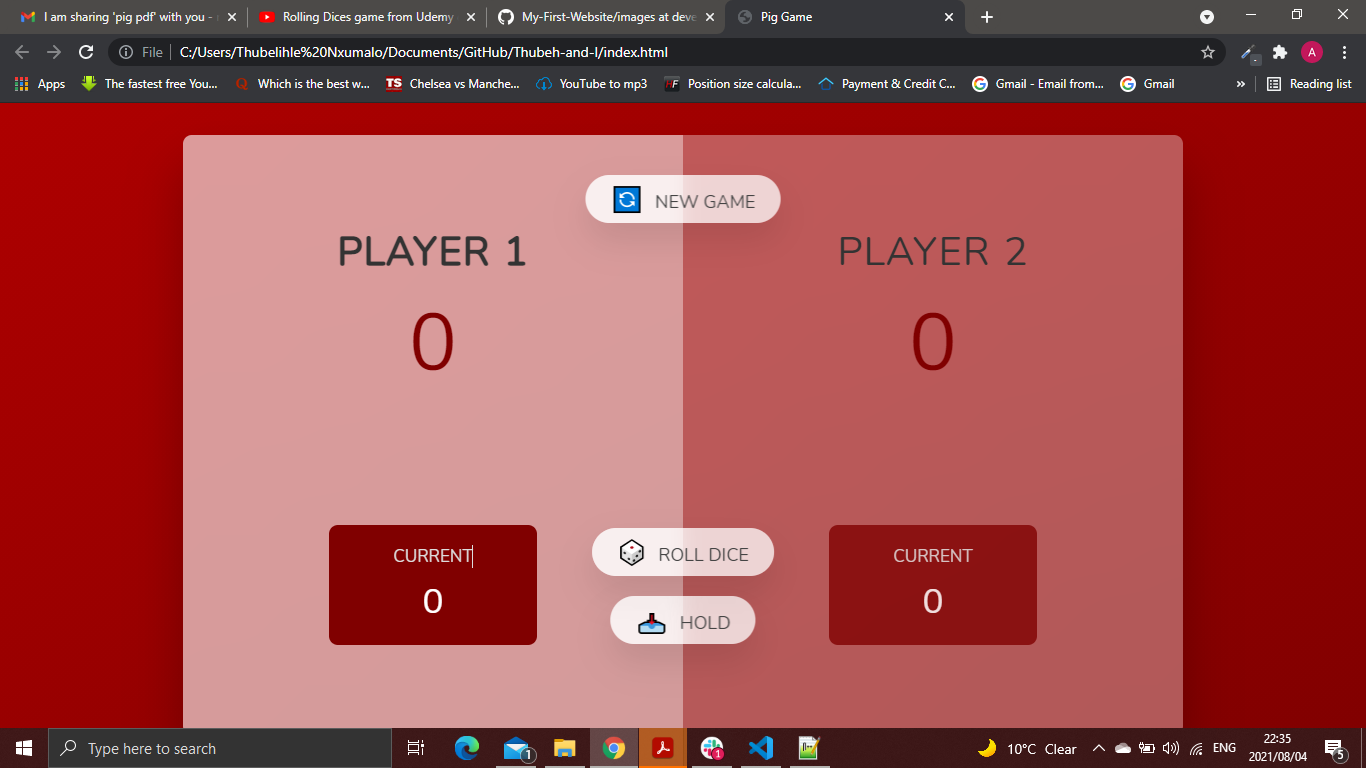 I am sharing 'pig pdf' with you -
Rolling Dices game from Udemy
My-First-Website/images at deve
Pig Game
File
C:/Users/Thubelihle%20Nxumalo/Documents/GitHub/Thubeh-and-I/index.html
A
Apps
The fastest free You...
Which is the best w...
TS
Chelsea vs Manche...
YouTube to mp3
Position size calcula...
Payment & Credit C...
Gmail - Email from...
Gmail
»
Reading list
NEW GAME
PLAYER 1
PLAYER 2
0
0
CURRENT
0
ROLL DICE
HOLD
CURRENT
0
Type here to search
1
1
10°C Clear
ENG
22:35
2021/08/04
5